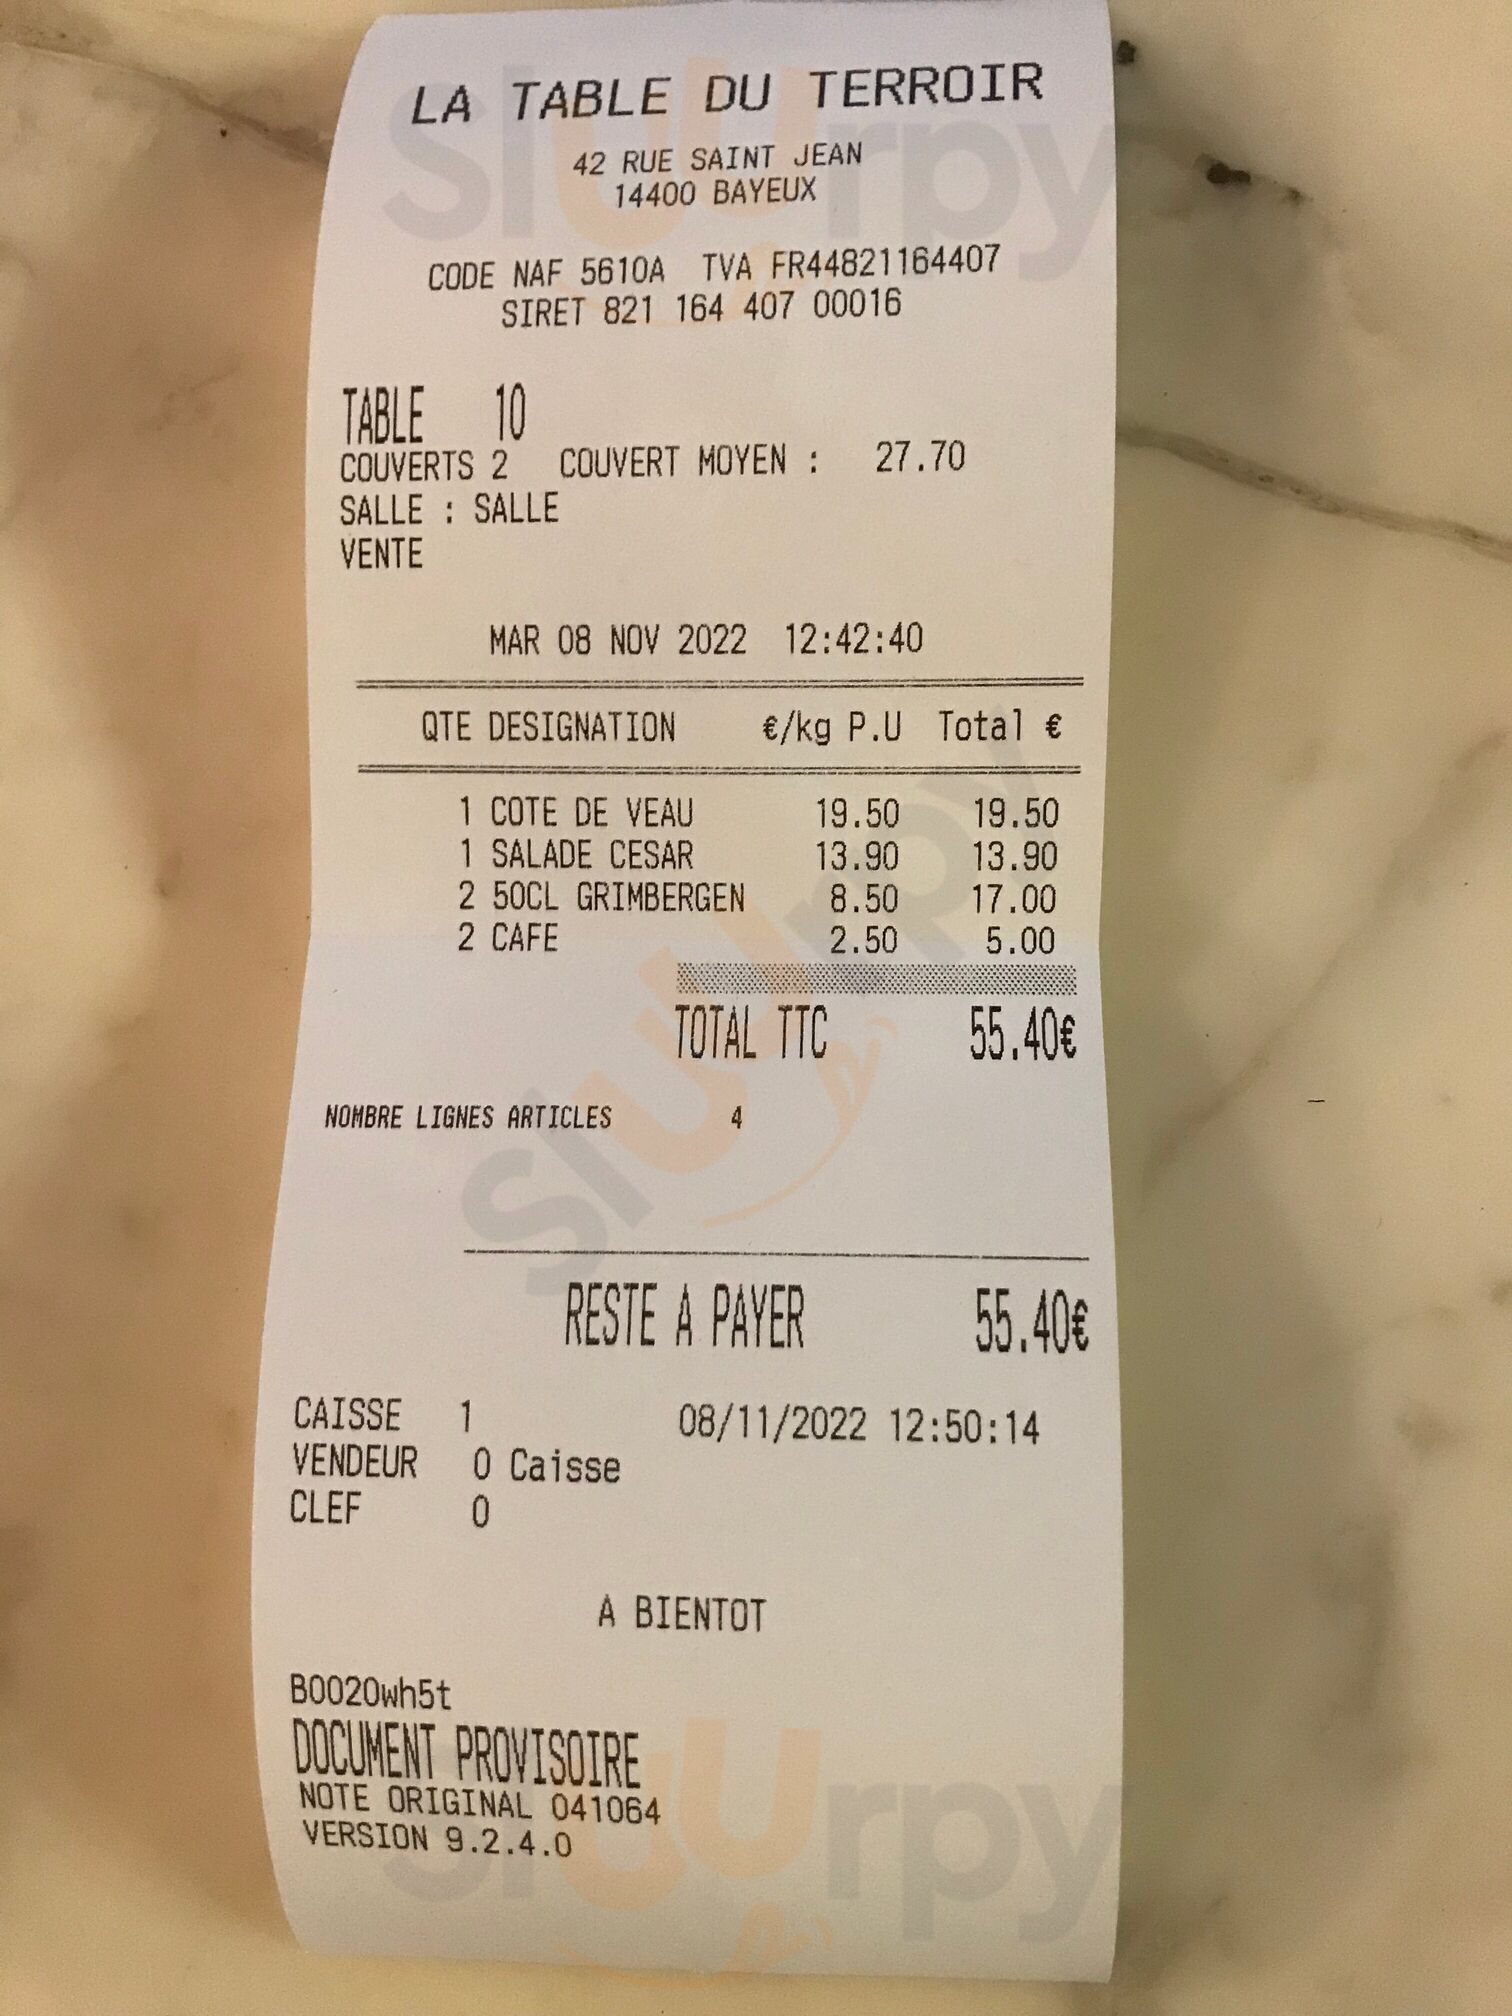 LA TABLE DU TERROIR
42 RUE SAINT JEAN
14400 BAYEUX
CODE NAF 5610A TVA FR44821164407
SIRET 821 164 407 00016
TABLE 10
COUVERTS 2 COUVERT MOYEN : 27.70
SALLE : SALLE
VENTE
MAR 08 NOV 2022 12:42:40
QTE DESIGNATION €/kg P.U Total €
1 COTE DE VEAU 19.50 19.50
1 SALADE CESAR 13.90 13.90
2 50CL GRIMBERGEN 8.50 17.00
2 CAFE 2.50 5.00
TOTAL TTC 55.40€
NOMBRE LIGNES ARTICLES 4
RESTE A PAYER 55.40€
CAISSE 1 08/11/2022 12:50:14
VENDEUR 0 Caisse
CLEF 0
A BIENTOT
B0020wh5t
DOCUMENT PROVISOIRE
NOTE ORIGINAL 041064
VERSION 9.2.4.0
sluurpy
sluurpy
sluurpy